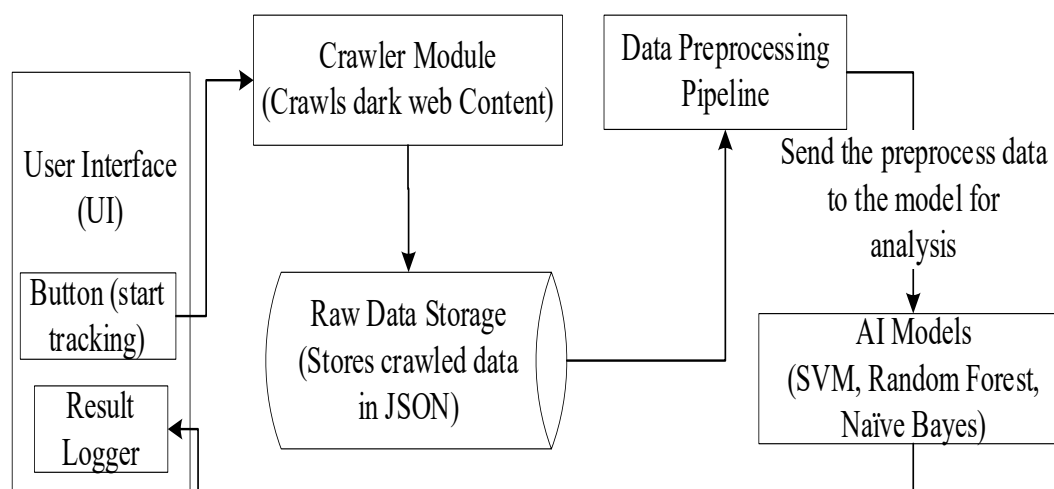 User Interface
(UI)
Button (start
tracking)
Result
Logger
Crawler Module
(Crawls dark web Content)
Raw Data Storage
(Stores crawled data
in JSON)
Data Preprocessing
Pipeline
Send the preprocess data
to the model for
analysis
AI Models
(SVM, Random Forest,
Naïve Bayes)